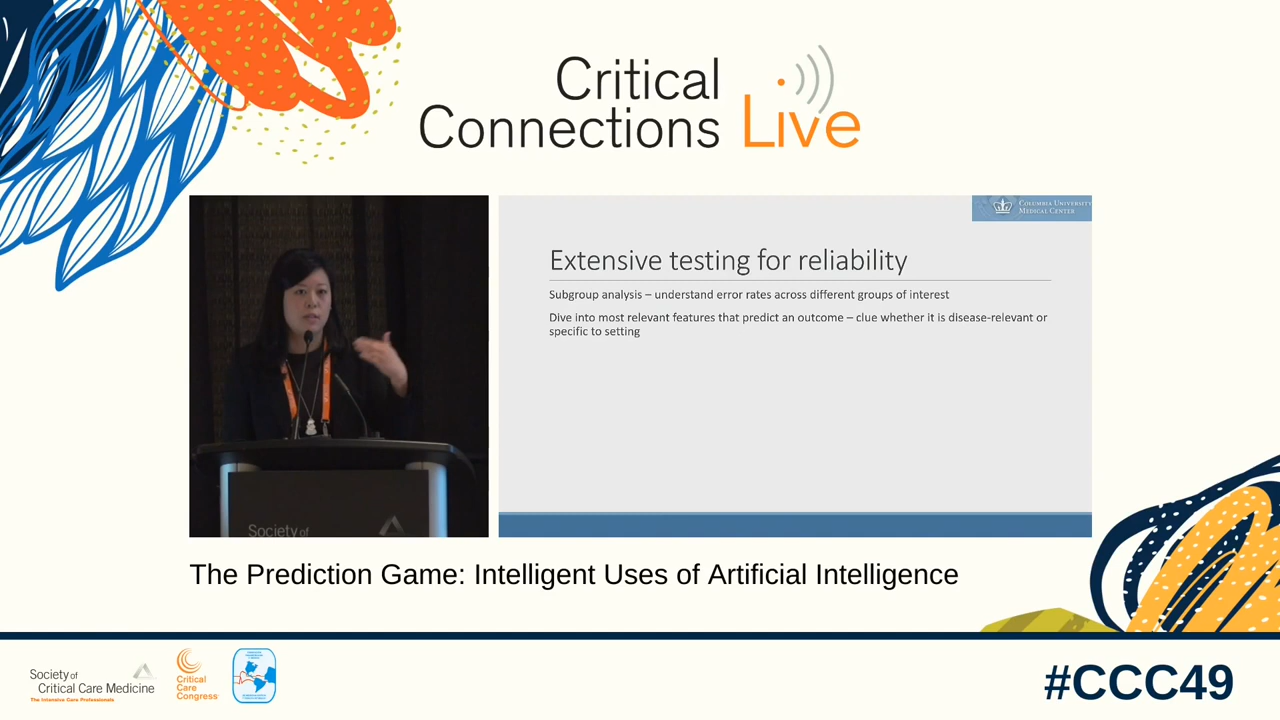 Critical
Connections Live
COLUMBIA UNIVERSITY
MEDICAL CENTER
Extensive testing for reliability
Subgroup analysis – understand error rates across different groups of interest
Dive into most relevant features that predict an outcome – clue whether it is disease-relevant or
specific to setting
Society of
The Prediction Game: Intelligent Uses of Artificial Intelligence
Society of
Critical Care Medicine
The Intensive Care Professionals
Critical
Care
Congress
#CCC49